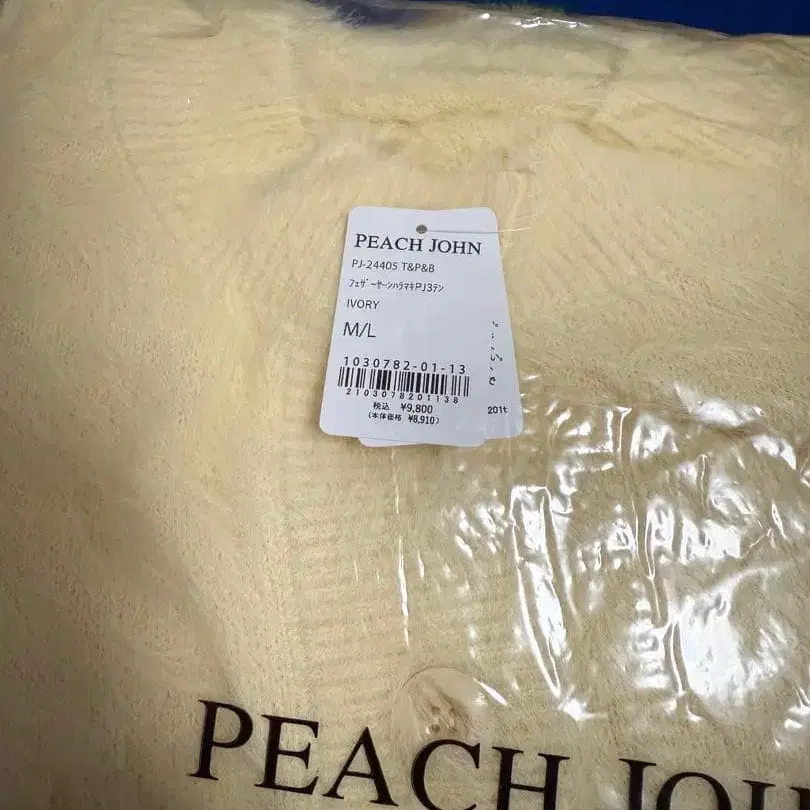 PEACH JOHN
PJ-24405 T&P&B
ﾌｪｻﾞｰﾔｰﾝﾊﾗﾏｷPJ3ﾃﾝ
IVORY
M/L
1030782-01-13
2103078201138
税込 ¥9,800
(本体価格 ¥8,910)
201t
PEACH JOH